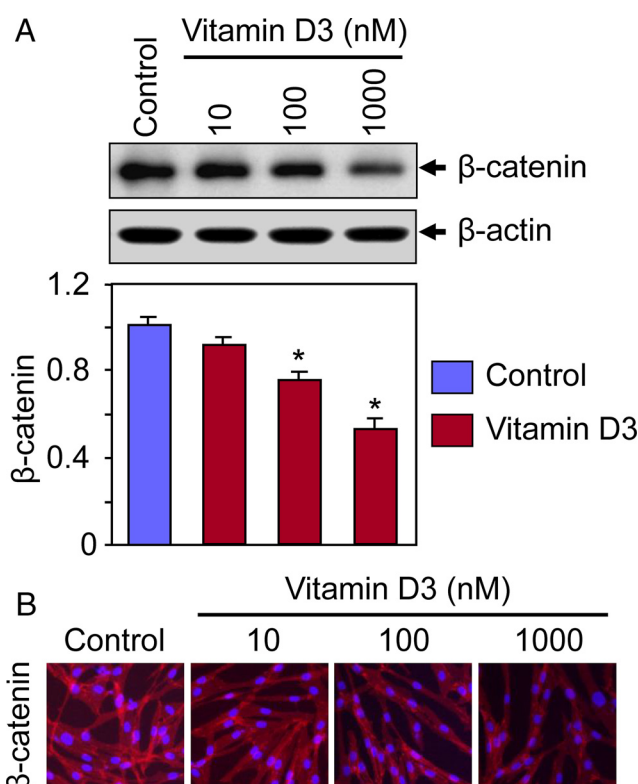 A
Vitamin D3 (nM)
Control
10
100
1000
β-catenin
β-actin
1.2
0.8
0.4
0
β-catenin
*
*
Control
Vitamin D3
B
Vitamin D3 (nM)
Control
10
100
1000
β-catenin